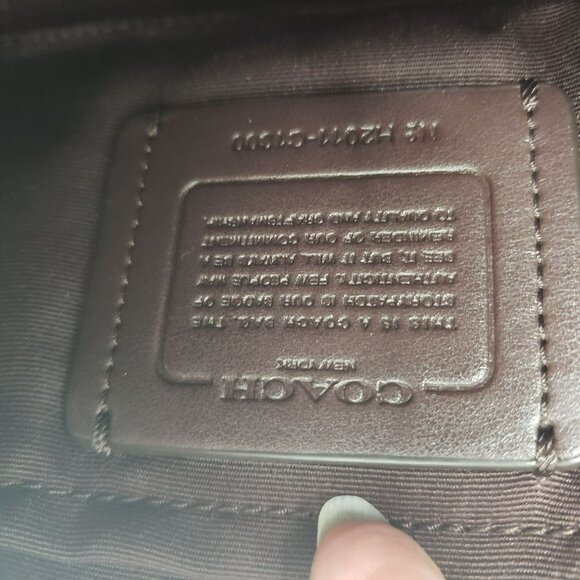 COACH
NEW YORK
THIS IS A COACH BAG. THE
STORYPATCH IS OUR BADGE OF
AUTHENTICITY. FEW PEOPLE MAY
SEE IT, BUT IT WILL ALWAYS BE A
REMINDER OF OUR COMMITMENT
TO QUALITY AND CRAFTSMANSHIP.
Nº H2011-